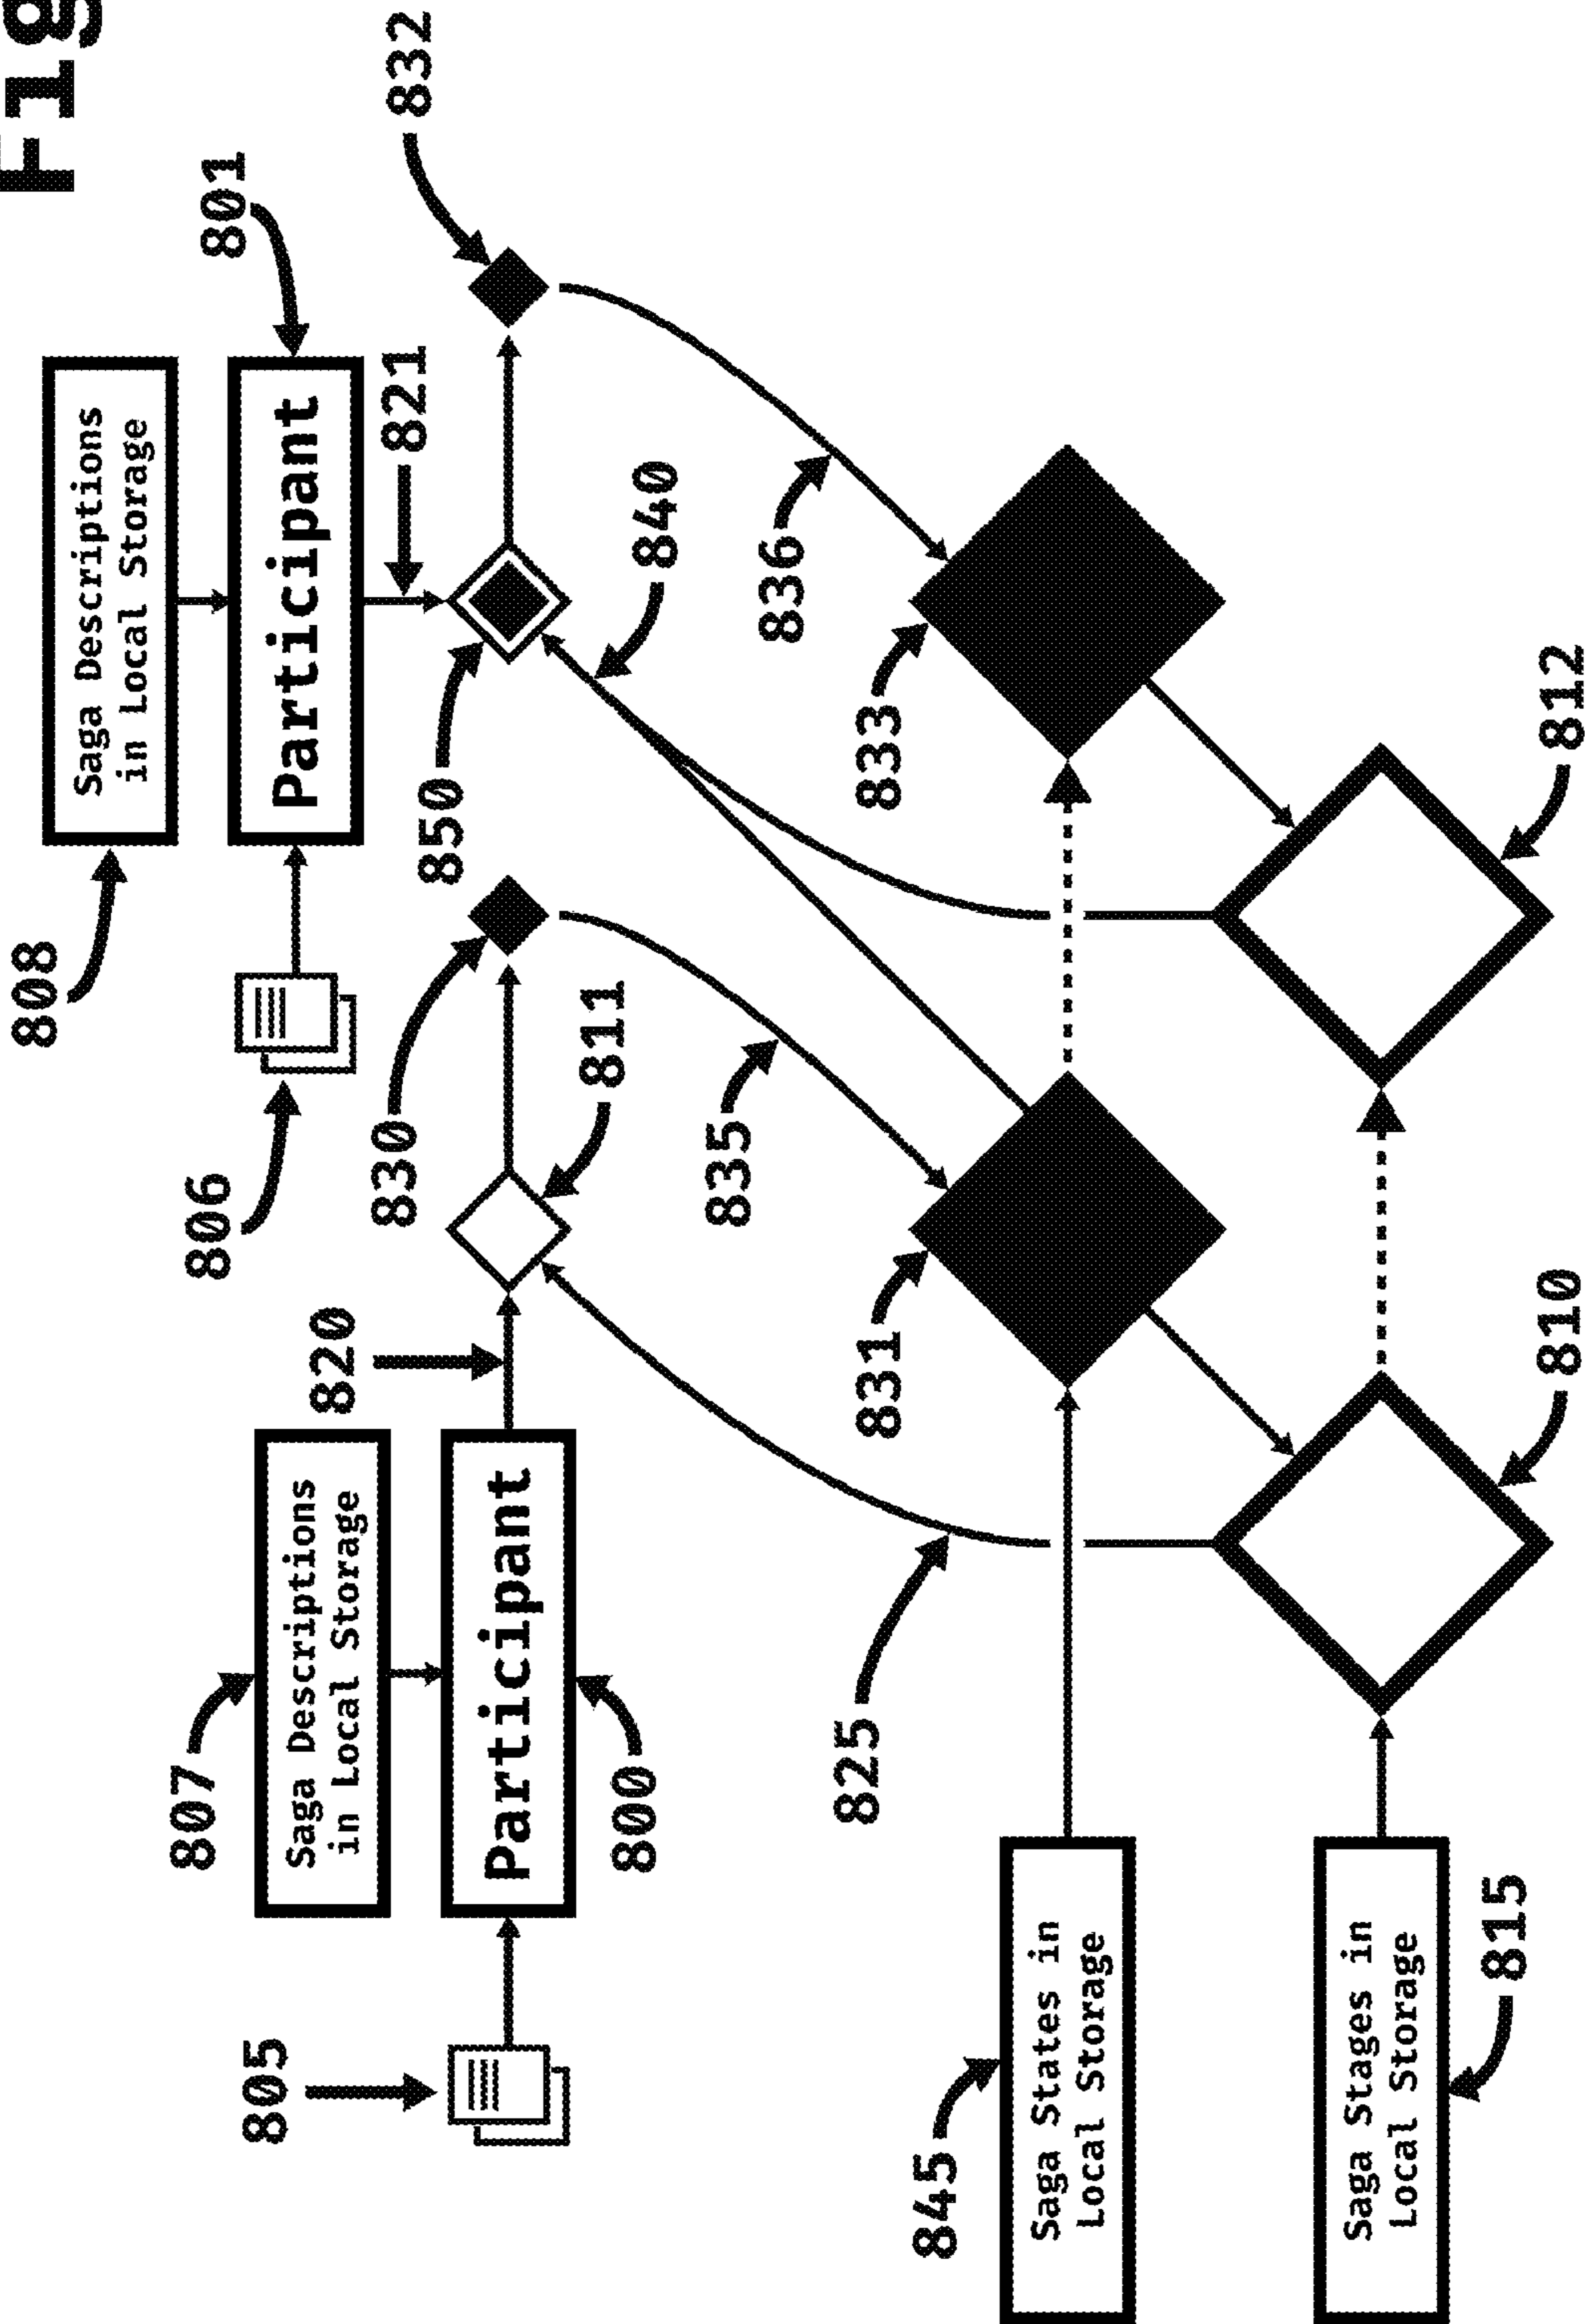 Fig
808
Saga Descriptions
in Local Storage
807
806
801
805
Participant
Saga Descriptions
in Local Storage
820
830
821
832
850
Participant
811
800
840
835
836
825
831
833
845
Saga States in
Local Storage
Saga Stages in
Local Storage
815
810
812